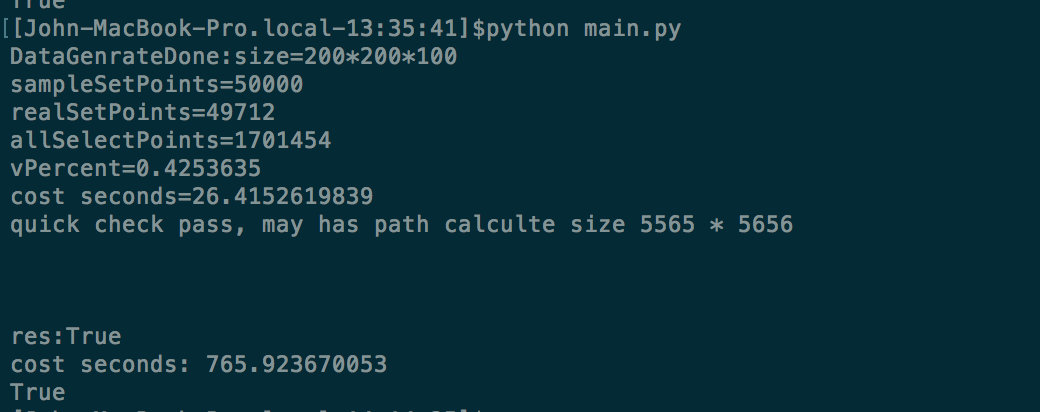 True
[[John-MacBook-Pro.local-13:35:41]$python main.py
DataGenrateDone:size=200*200*100
sampleSetPoints=50000
realSetPoints=49712
allSelectPoints=1701454
vPercent=0.4253635
cost seconds=26.4152619839
quick check pass, may has path calculte size 5565 * 5656
res:True
cost seconds: 765.923670053
True